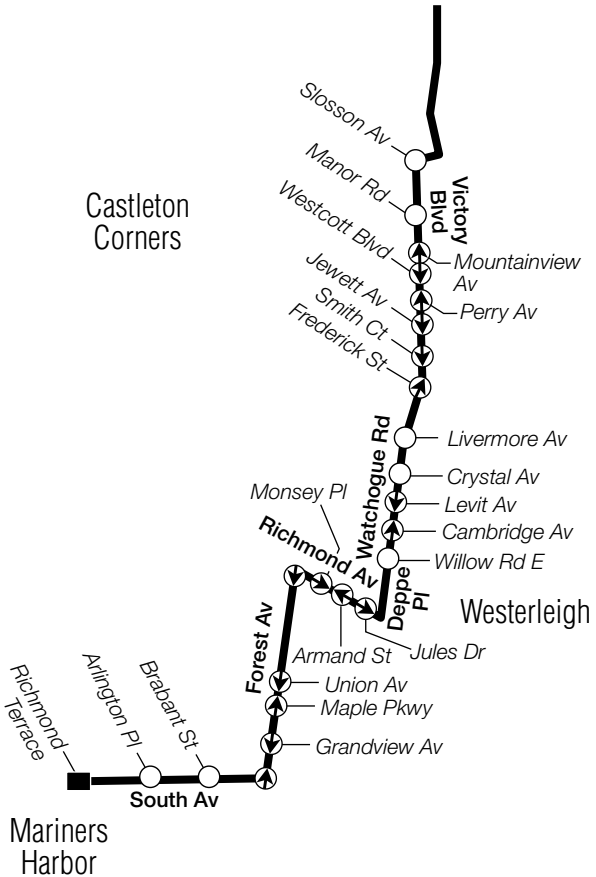 Slosson Av
Manor Rd
Victory
Blvd
Castleton
Corners
Westcott Blvd
Mountainview
Av
Jewett Av
Perry Av
Smith Ct
Frederick St
Watchogue Rd
Livermore Av
Crystal Av
Monsey Pl
Levit Av
Richmond Av
Cambridge Av
Willow Rd E
Deppe
Pl
Westerleigh
Forest Av
Armand St
Jules Dr
Union Av
Maple Pkwy
Richmond
Terrace
Arlington Pl
Brabant St
Grandview Av
South Av
Mariners
Harbor